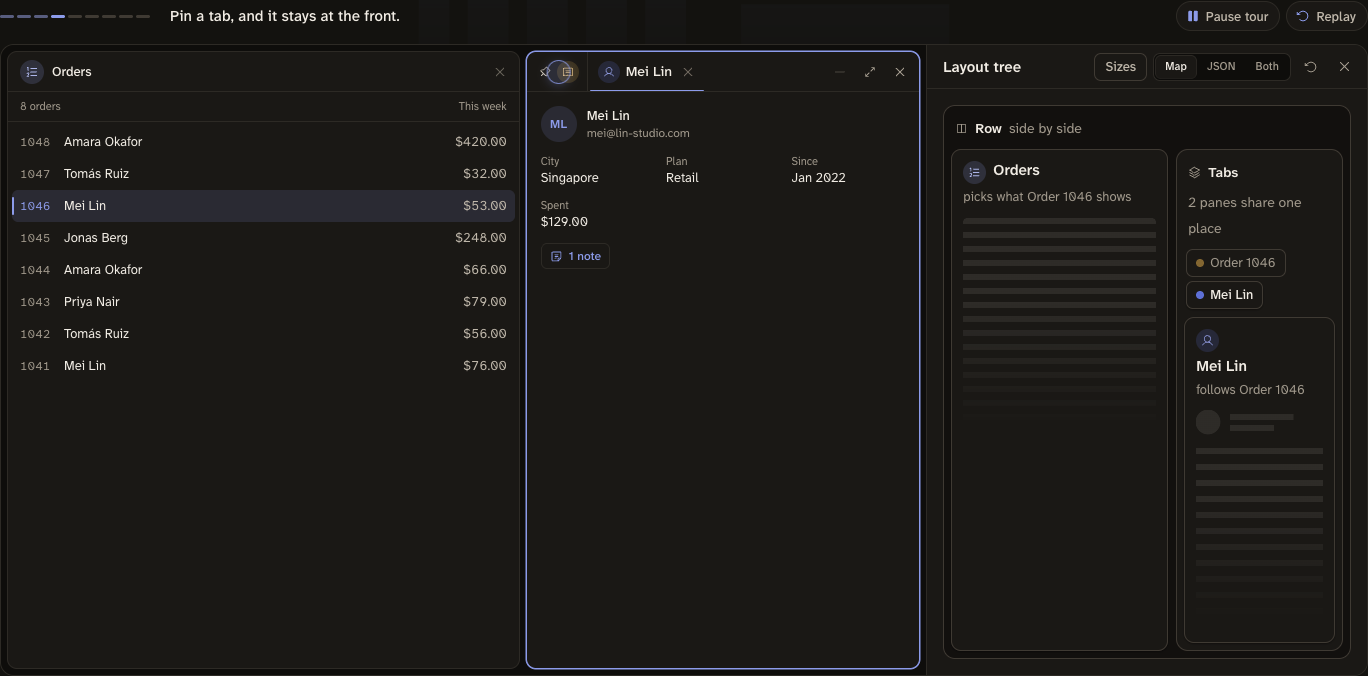 Pin a tab, and it stays at the front.
Pause tour
Replay
Orders
8 orders
This week
1048 Amara Okafor $420.00
1047 Tomás Ruiz $32.00
1046 Mei Lin $53.00
1045 Jonas Berg $248.00
1044 Amara Okafor $66.00
1043 Priya Nair $79.00
1042 Tomás Ruiz $56.00
1041 Mei Lin $76.00
Mei Lin
ML
Mei Lin
mei@lin-studio.com
City Plan Since
Singapore Retail Jan 2022
Spent
$129.00
1 note
Layout tree
Sizes
Map
JSON
Both
Row side by side
Orders
picks what Order 1046 shows
Tabs
2 panes share one
place
Order 1046
Mei Lin
Mei Lin
follows Order 1046